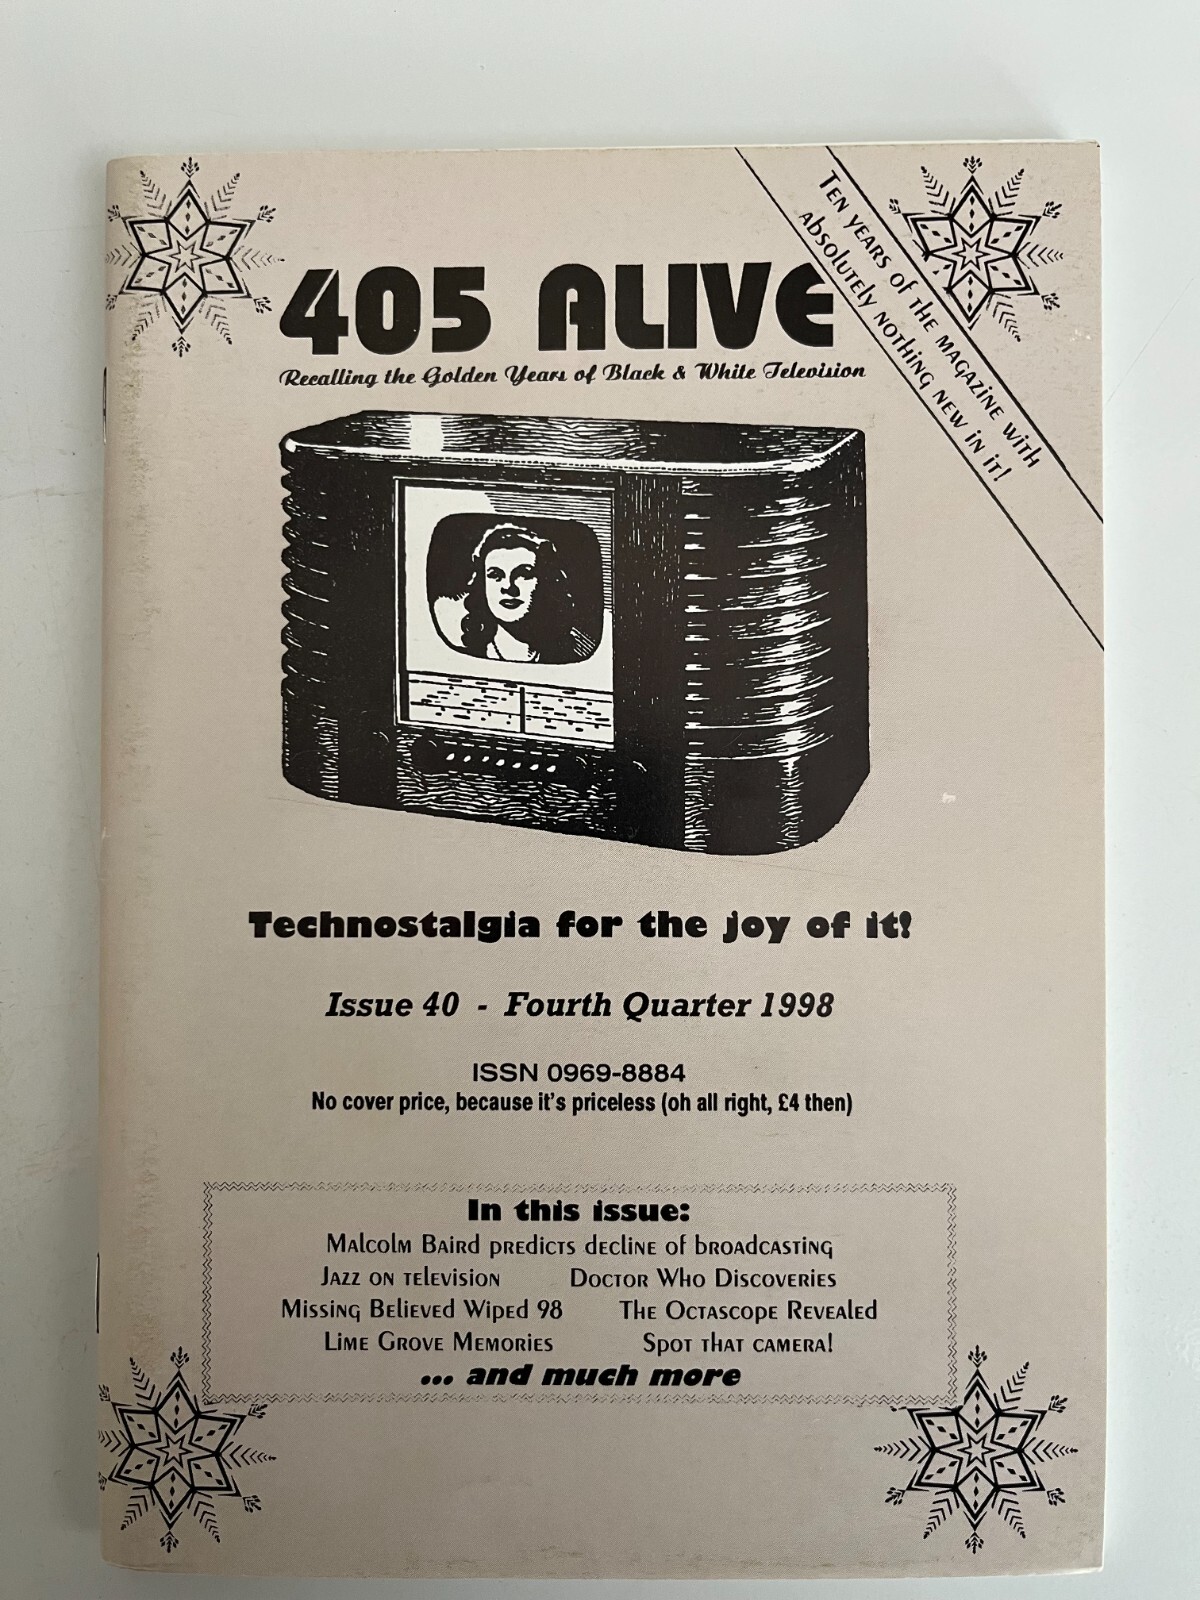 Ten years of the magazine with
absolutely nothing new in it!
405 ALIVE
Recalling the Golden Years of Black & White Television
Technostalgia for the joy of it!
Issue 40 - Fourth Quarter 1998
ISSN 0969-8884
No cover price, because it's priceless (oh all right, £4 then)
In this issue:
Malcolm Baird predicts decline of broadcasting
Jazz on television Doctor Who Discoveries
Missing Believed Wiped 98 The Octascope Revealed
Lime Grove Memories Spot that camera!
... and much more